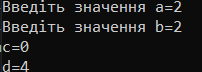 Введіть значення a=2
Введіть значення b=2
c=0
d=4